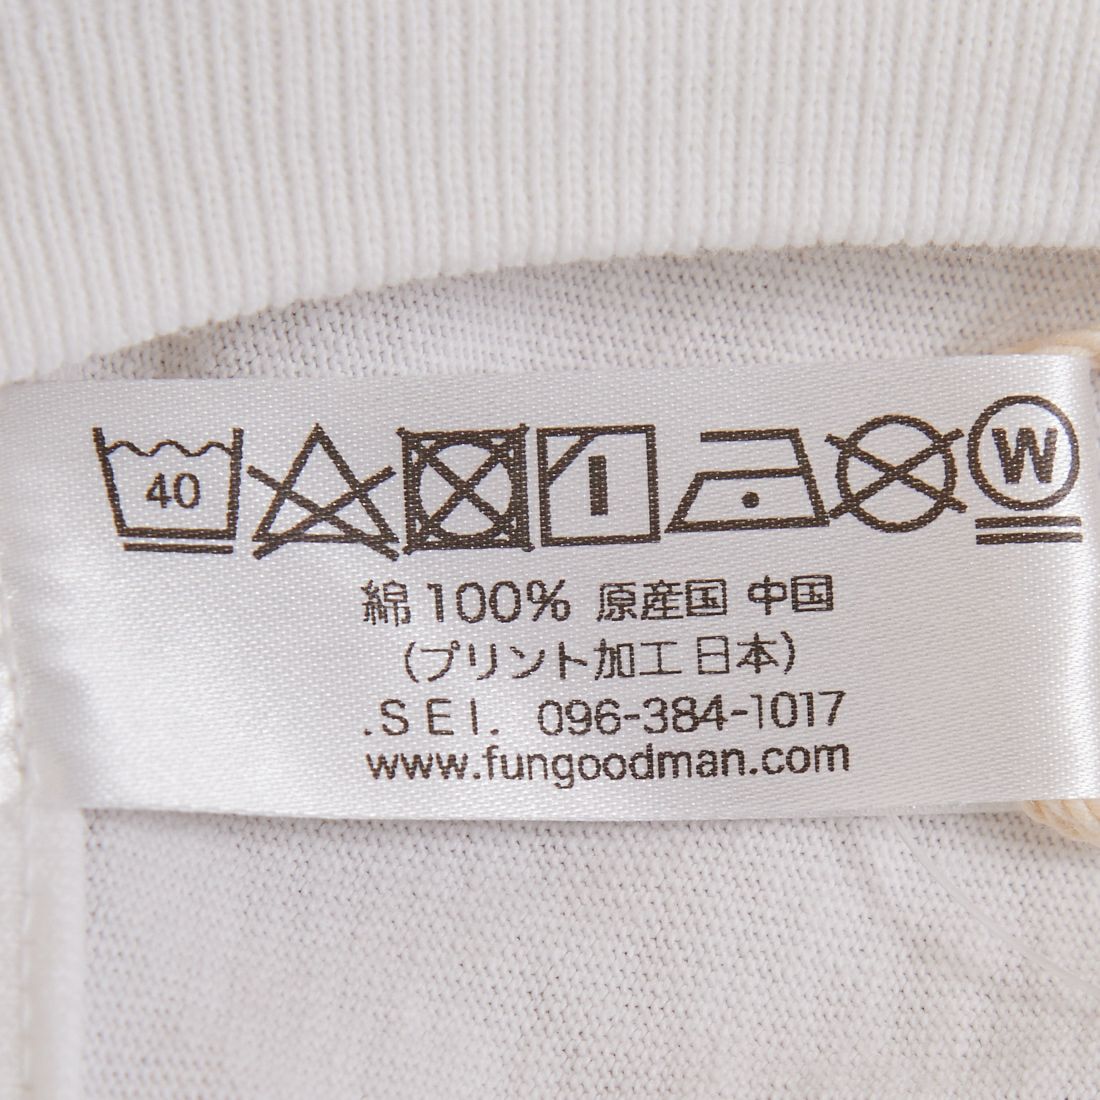 40 W
綿 100% 原産国 中国
(プリント加工 日本)
.SEI. 096-384-1017
www.fungoodman.com